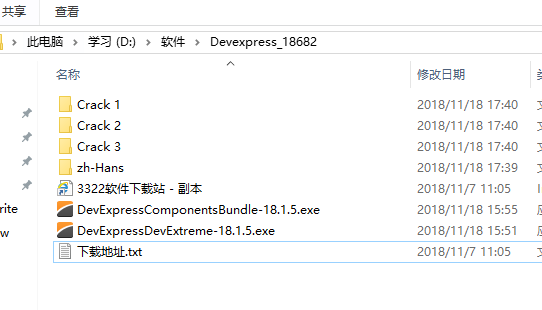 共享 查看
此电脑 学习 (D:) 软件 Devexpress_18682
名称 修改日期
Crack 1 2018/11/18 17:40
Crack 2 2018/11/18 17:40
Crack 3 2018/11/18 17:40
zh-Hans 2018/11/18 17:39
3322软件下载站 - 副本 2018/11/7 11:05
DevExpressComponentsBundle-18.1.5.exe 2018/11/18 15:55
rite
DevExpressDevExtreme-18.1.5.exe 2018/11/18 15:51
w
下载地址.txt 2018/11/7 11:05